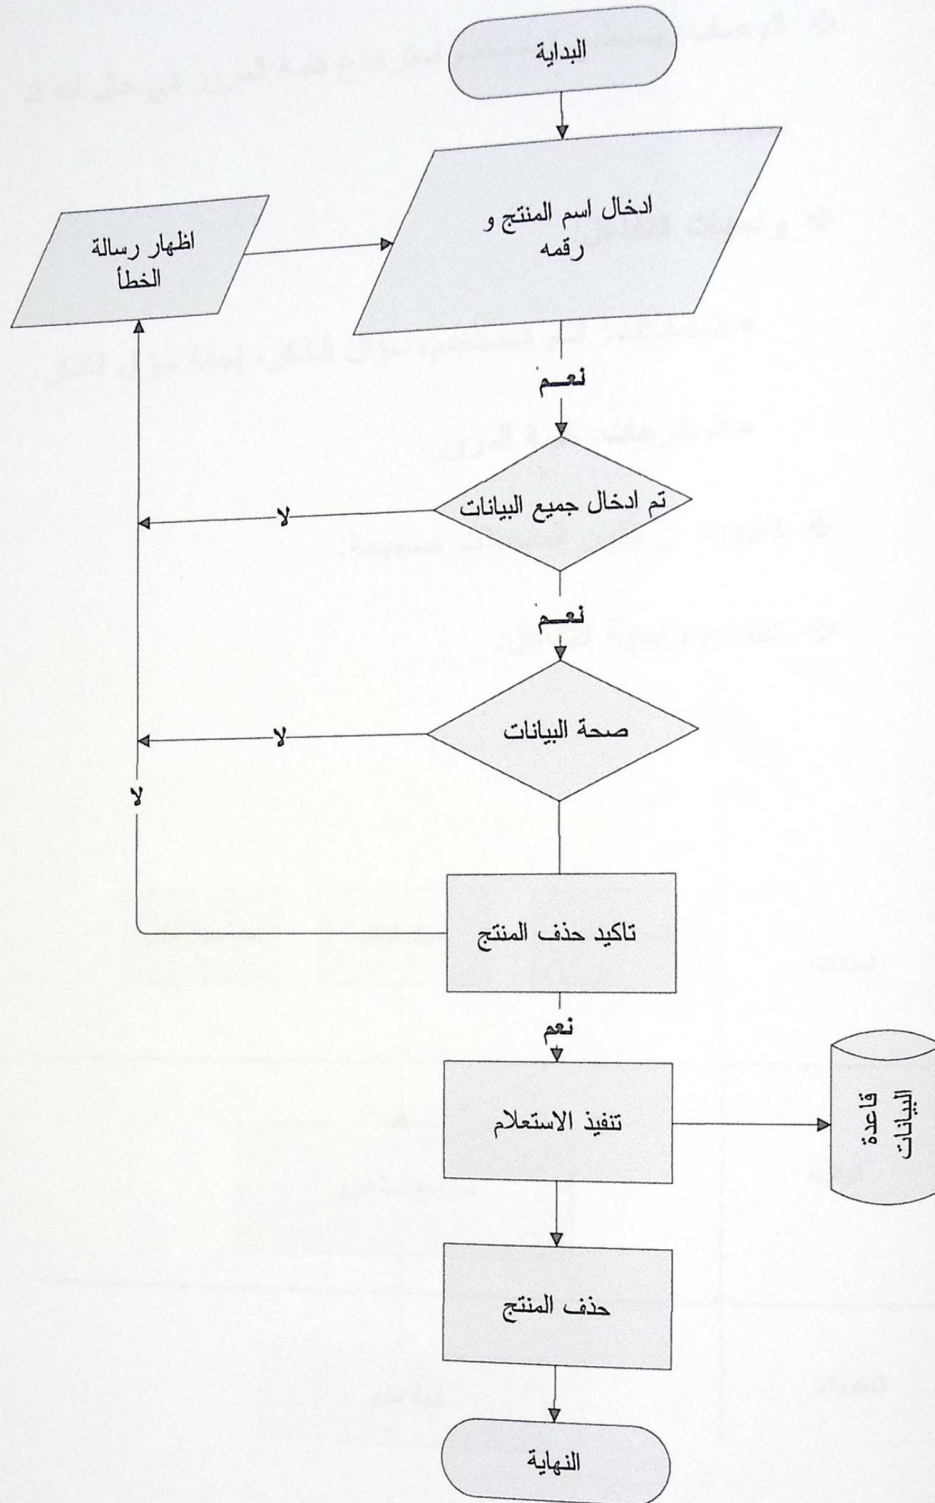 البداية
ادخال اسم المنتج و
رقمه
اظهار رسالة
الخطأ
نعم
تم ادخال جميع البيانات
لا
نعم
صحة البيانات
لا
لا
تاكيد حذف المنتج
نعم
تنفيذ الاستعلام
قاعدة
البيانات
حذف المنتج
النهاية